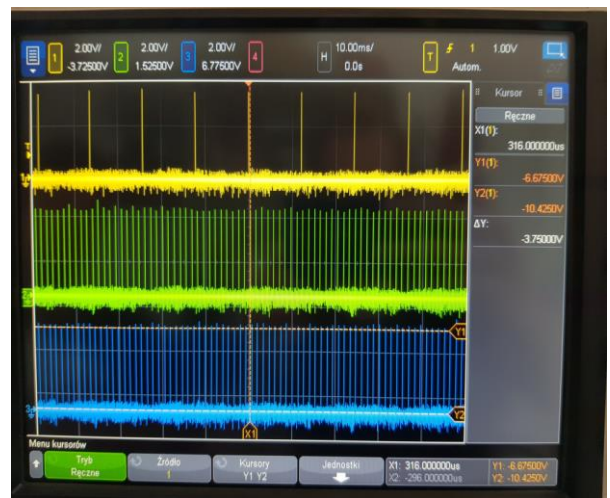 1 2.00V/ -3.72500V 2 2.00V/ 1.52500V 3 2.00V/ 6.77500V 4 H 10.00ms/ 0.0s T 1 1.00V Autom.
Kursor
Ręczne
X1(1):
316.000000us
Y1(1):
-6.67500V
Y2(1):
-10.4250V
ΔY:
-3.75000V
T
Y1
Y2
X1
Menu kursorów
Tryb Ręczne
Źródło 1
Kursory Y1 Y2
Jednostki
X1: 316.000000us
X2: -296.000000us
Y1: -6.67500V
Y2: -10.4250V